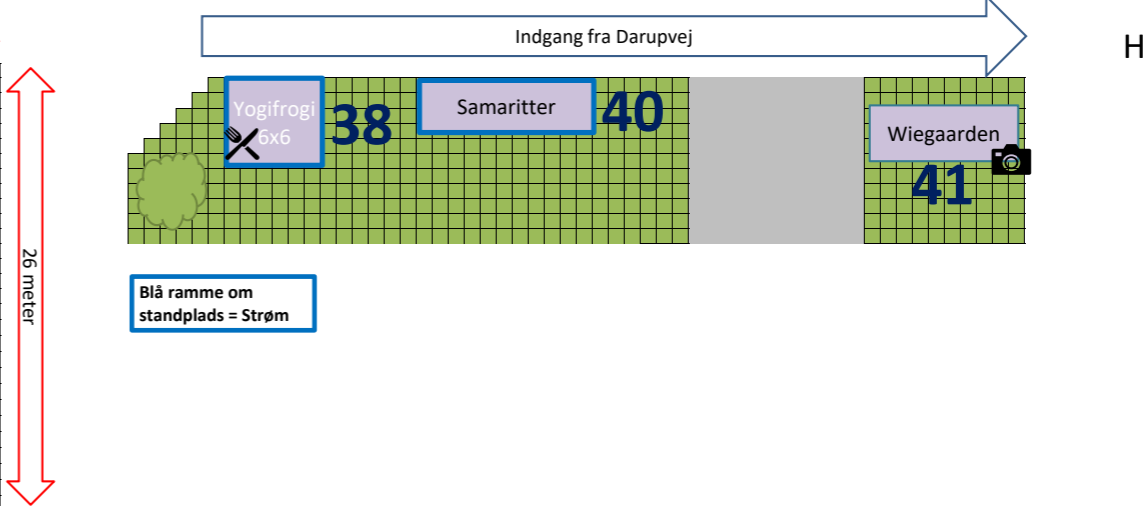 Indgang fra Darupvej
H
Yogifrogi
6x6
38
Samaritter
40
Wiegaarden
41
26 meter
Blå ramme om
standplads = Strøm